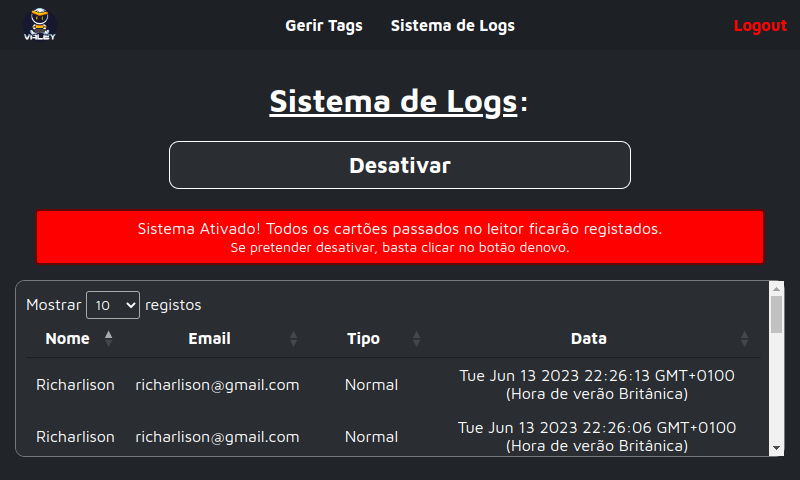 VALEY
Gerir Tags
Sistema de Logs
Logout
Sistema de Logs:
Desativar
Sistema Ativado! Todos os cartões passados no leitor ficarão registados.
Se pretender desativar, basta clicar no botão denovo.
Mostrar 10 registos
Nome Email Tipo Data
Richarlison richarlison@gmail.com Normal Tue Jun 13 2023 22:26:13 GMT+0100
(Hora de verão Britânica)
Richarlison richarlison@gmail.com Normal Tue Jun 13 2023 22:26:06 GMT+0100
(Hora de verão Britânica)